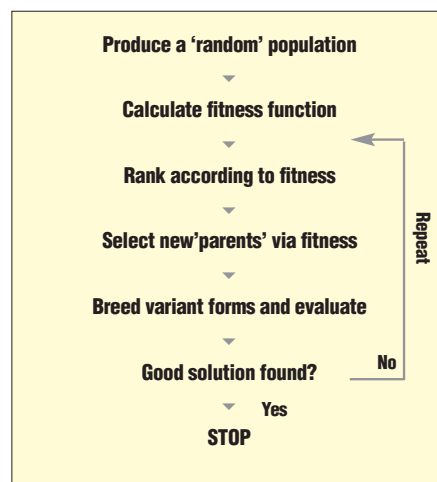 Produce a ‘random’ population
Calculate fitness function
Rank according to fitness
Select new’parents’ via fitness
Breed variant forms and evaluate
Good solution found?
No
Repeat
Yes
STOP